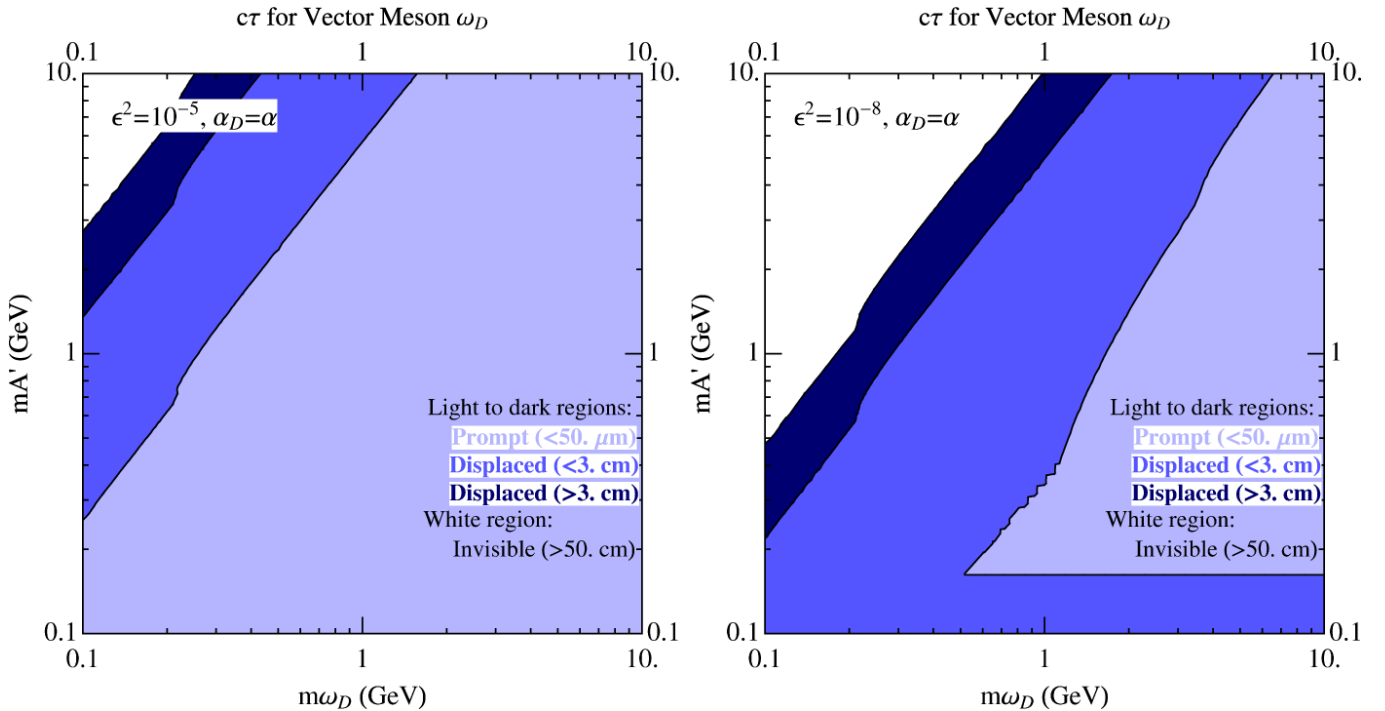 cτ for Vector Meson ω_D
0.1 1 10.
10. 10.
ϵ²=10⁻⁵, α_D=α
mA' (GeV)
1 1
Light to dark regions:
Prompt (<50. μm)
Displaced (<3. cm)
Displaced (>3. cm)
White region:
Invisible (>50. cm)
0.1 0.1
0.1 1 10.
mω_D (GeV)
cτ for Vector Meson ω_D
0.1 1 10.
10. 10.
ϵ²=10⁻⁸, α_D=α
mA' (GeV)
1 1
Light to dark regions:
Prompt (<50. μm)
Displaced (<3. cm)
Displaced (>3. cm)
White region:
Invisible (>50. cm)
0.1 0.1
0.1 1 10.
mω_D (GeV)